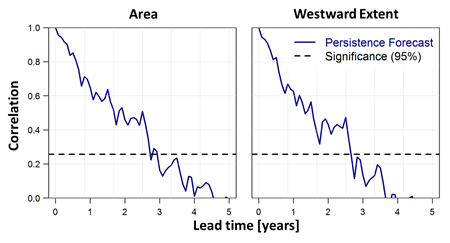 Area
Westward Extent
Correlation
1.0
0.8
0.6
0.4
0.2
0.0
Persistence Forecast
Significance (95%)
0 1 2 3 4 5
0 1 2 3 4 5
Lead time [years]